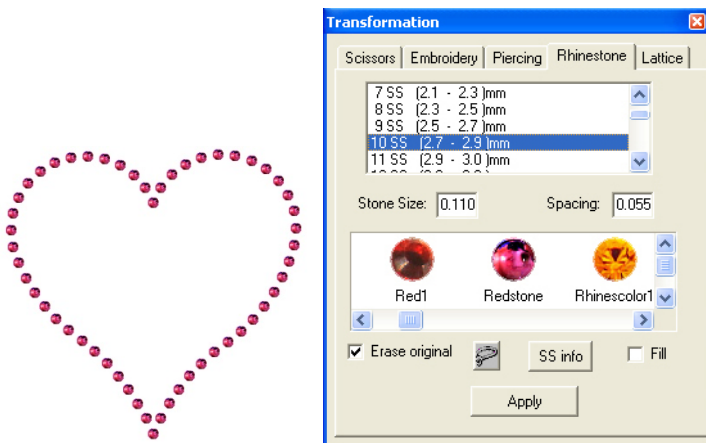 Transformation
Scissors Embroidery Piercing Rhinestone Lattice
7 SS (2.1 - 2.3 )mm
8 SS (2.3 - 2.5 )mm
9 SS (2.5 - 2.7 )mm
10 SS (2.7 - 2.9 )mm
11 SS (2.9 - 3.0 )mm
Stone Size: 0.110 Spacing: 0.055
Red1 Redstone Rhinescolor1
Erase original SS info Fill
Apply